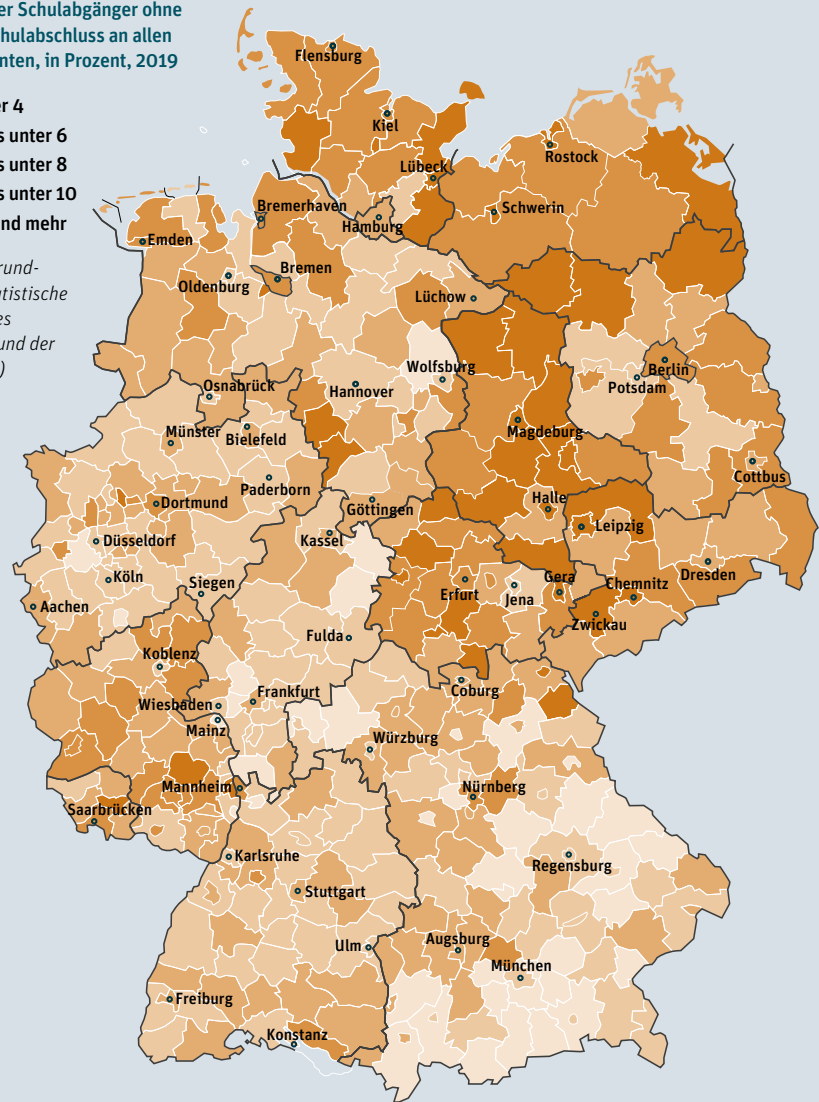 er Schulabgänger ohne
chulabschluss an allen
nten, in Prozent, 2019
er 4
s unter 6
s unter 8
s unter 10
nd mehr
rund-
tistische
es
und der
)
Flensburg
Kiel
Rostock
Lübeck
Schwerin
Bremerhaven
Hamburg
Emden
Bremen
Oldenburg
Lüchow
Wolfsburg
Berlin
Potsdam
Osnabrück
Hannover
Münster
Bielefeld
Magdeburg
Cottbus
Paderborn
Dortmund
Göttingen
Halle
Leipzig
Düsseldorf
Kassel
Köln
Siegen
Erfurt
Jena
Gera
Chemnitz
Dresden
Aachen
Zwickau
Fulda
Koblenz
Coburg
Wiesbaden
Frankfurt
Mainz
Würzburg
Mannheim
Nürnberg
Saarbrücken
Karlsruhe
Regensburg
Stuttgart
Ulm
Augsburg
München
Freiburg
Konstanz